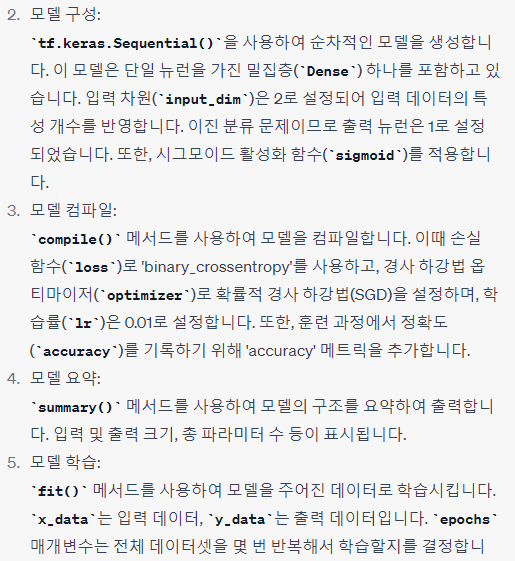 2. 모델 구성:
`tf.keras.Sequential()`을 사용하여 순차적인 모델을 생성합니
다. 이 모델은 단일 뉴런을 가진 밀집층(`Dense`) 하나를 포함하고 있
습니다. 입력 차원(`input_dim`)은 2로 설정되어 입력 데이터의 특
성 개수를 반영합니다. 이진 분류 문제이므로 출력 뉴런은 1로 설정
되었습니다. 또한, 시그모이드 활성화 함수(`sigmoid`)를 적용합니
다.
3. 모델 컴파일:
`compile()` 메서드를 사용하여 모델을 컴파일합니다. 이때 손실
함수(`loss`)로 'binary_crossentropy'를 사용하고, 경사 하강법 옵
티마이저(`optimizer`)로 확률적 경사 하강법(SGD)을 설정하며, 학
습률(`lr`)은 0.01로 설정합니다. 또한, 훈련 과정에서 정확도
(`accuracy`)를 기록하기 위해 'accuracy' 메트릭을 추가합니다.
4. 모델 요약:
`summary()` 메서드를 사용하여 모델의 구조를 요약하여 출력합니
다. 입력 및 출력 크기, 총 파라미터 수 등이 표시됩니다.
5. 모델 학습:
`fit()` 메서드를 사용하여 모델을 주어진 데이터로 학습시킵니다.
`x_data`는 입력 데이터, `y_data`는 출력 데이터입니다. `epochs`
매개변수는 전체 데이터셋을 몇 번 반복해서 학습할지를 결정합니